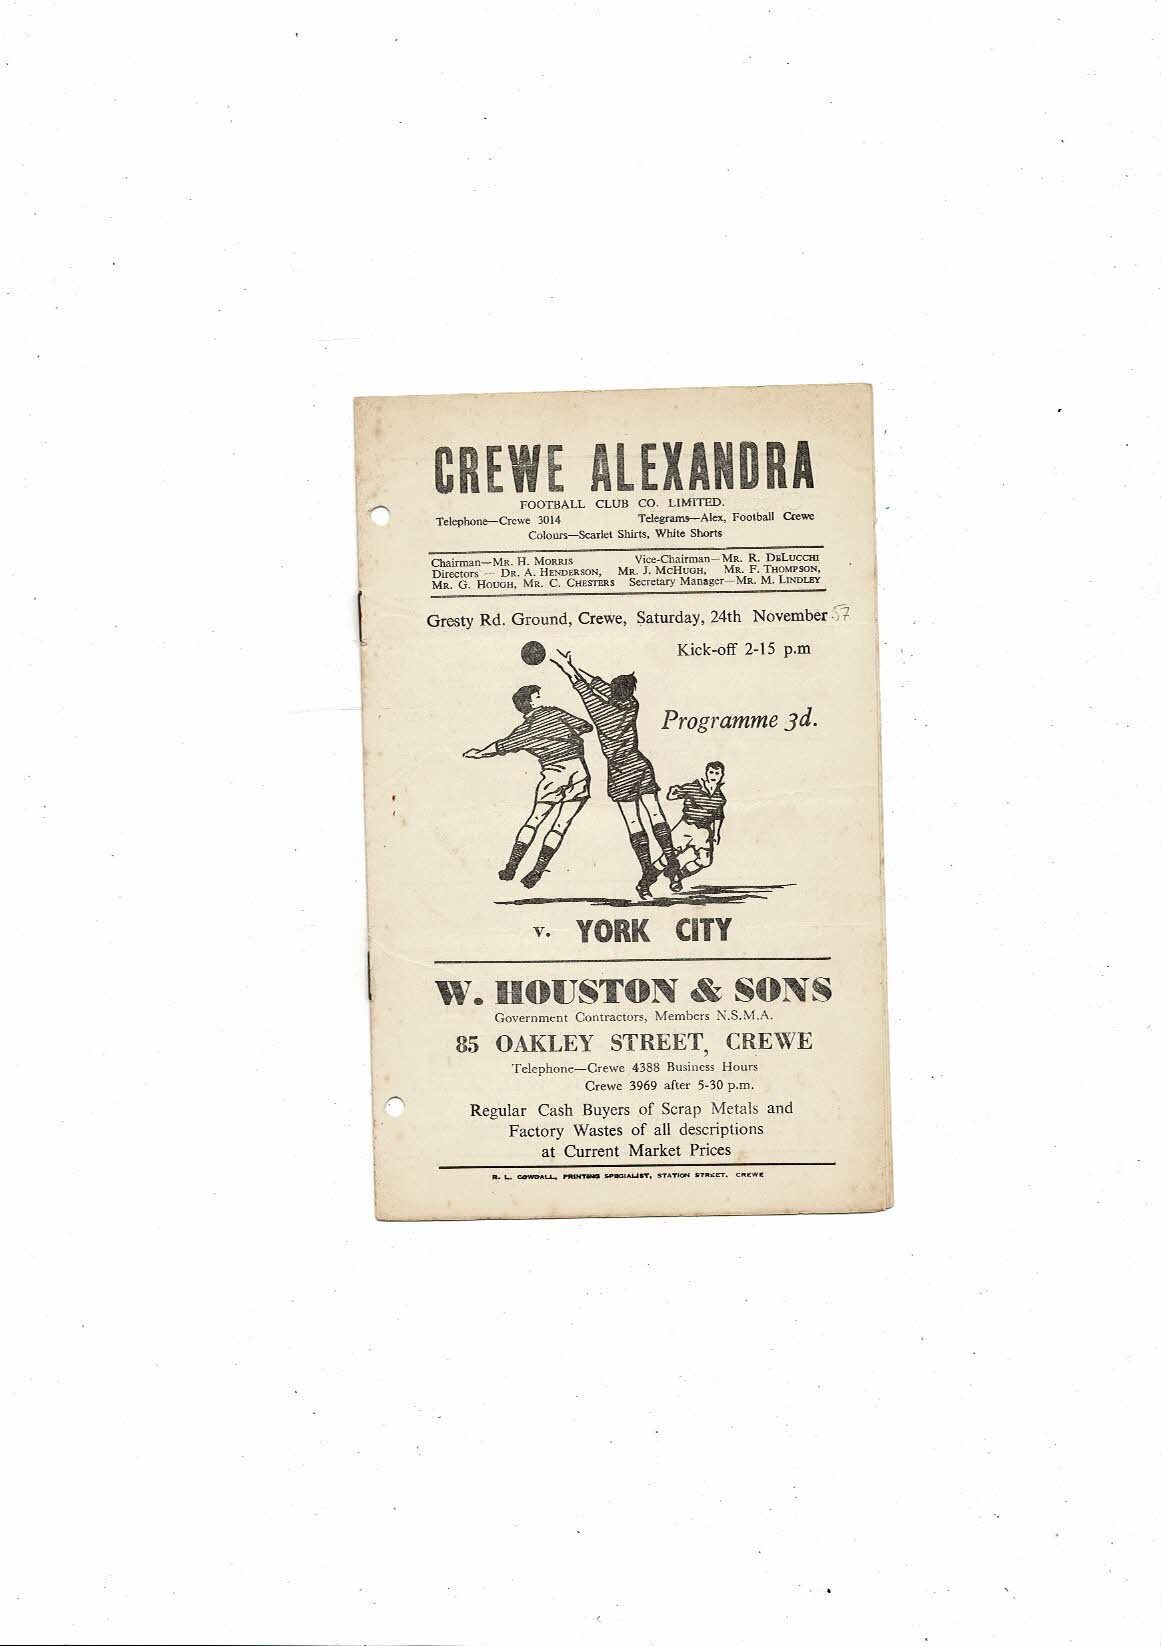 CREWE ALEXANDRA
FOOTBALL CLUB CO. LIMITED.
Telephone—Crewe 3014 Telegrams—Alex, Football Crewe
Colours—Scarlet Shirts, White Shorts
Chairman—MR. H. MORRIS Vice-Chairman—MR. R. DELUCCHI
Directors — DR. A. HENDERSON, MR. J. MCHUGH, MR. F. THOMPSON,
MR. G. HOUGH, MR. C. CHESTERS Secretary Manager—MR. M. LINDLEY
Gresty Rd. Ground, Crewe, Saturday, 24th November 57
Kick-off 2-15 p.m
Programme 3d.
v. YORK CITY
W. HOUSTON & SONS
Government Contractors, Members N.S.M.A.
85 OAKLEY STREET, CREWE
Telephone—Crewe 4388 Business Hours
Crewe 3969 after 5-30 p.m.
Regular Cash Buyers of Scrap Metals and
Factory Wastes of all descriptions
at Current Market Prices
R. L. COWDALL, PRINTING SPECIALIST, STATION STREET, CREWE